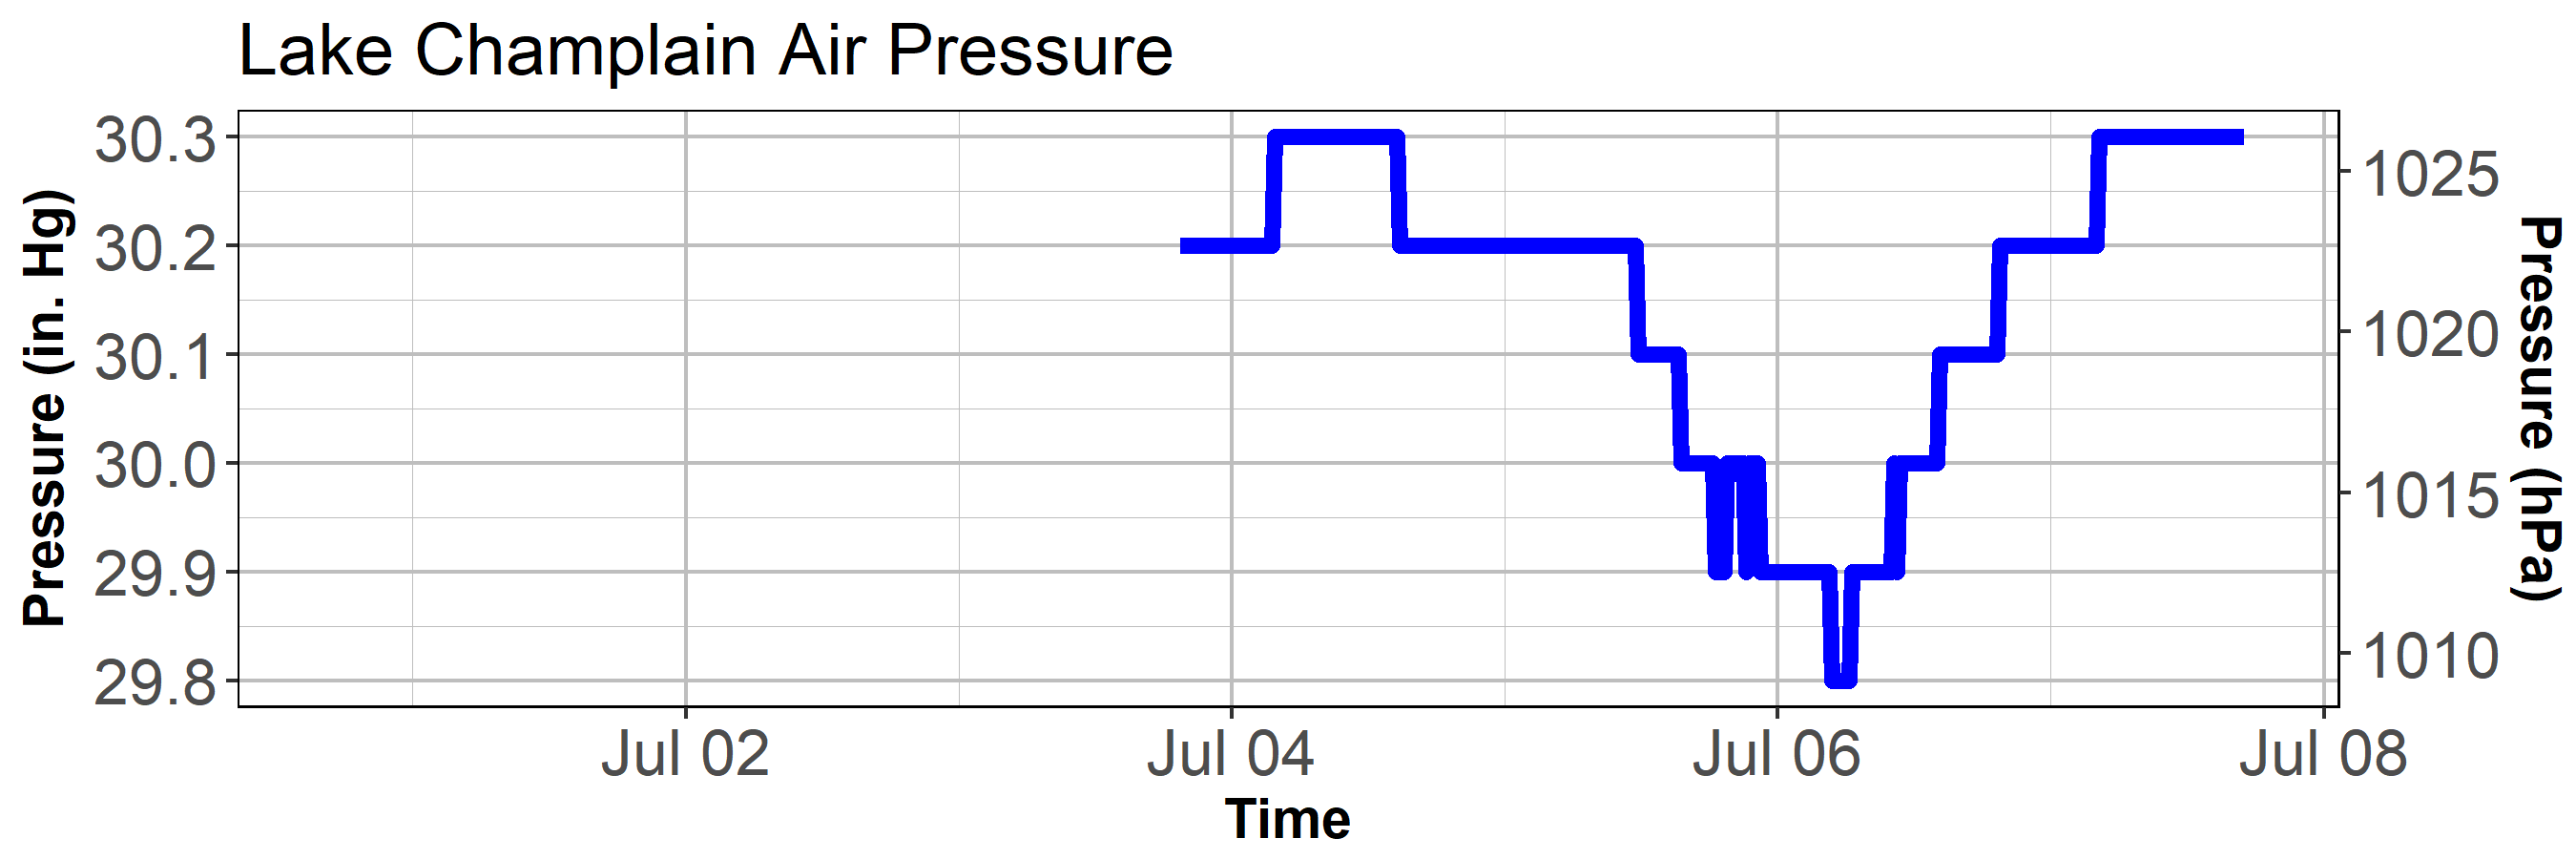 Lake Champlain Air Pressure
Pressure (in. Hg)
30.3
30.2
30.1
30.0
29.9
29.8
1025
1020
1015
1010
Pressure (hPa)
Jul 02 Jul 04 Jul 06 Jul 08
Time